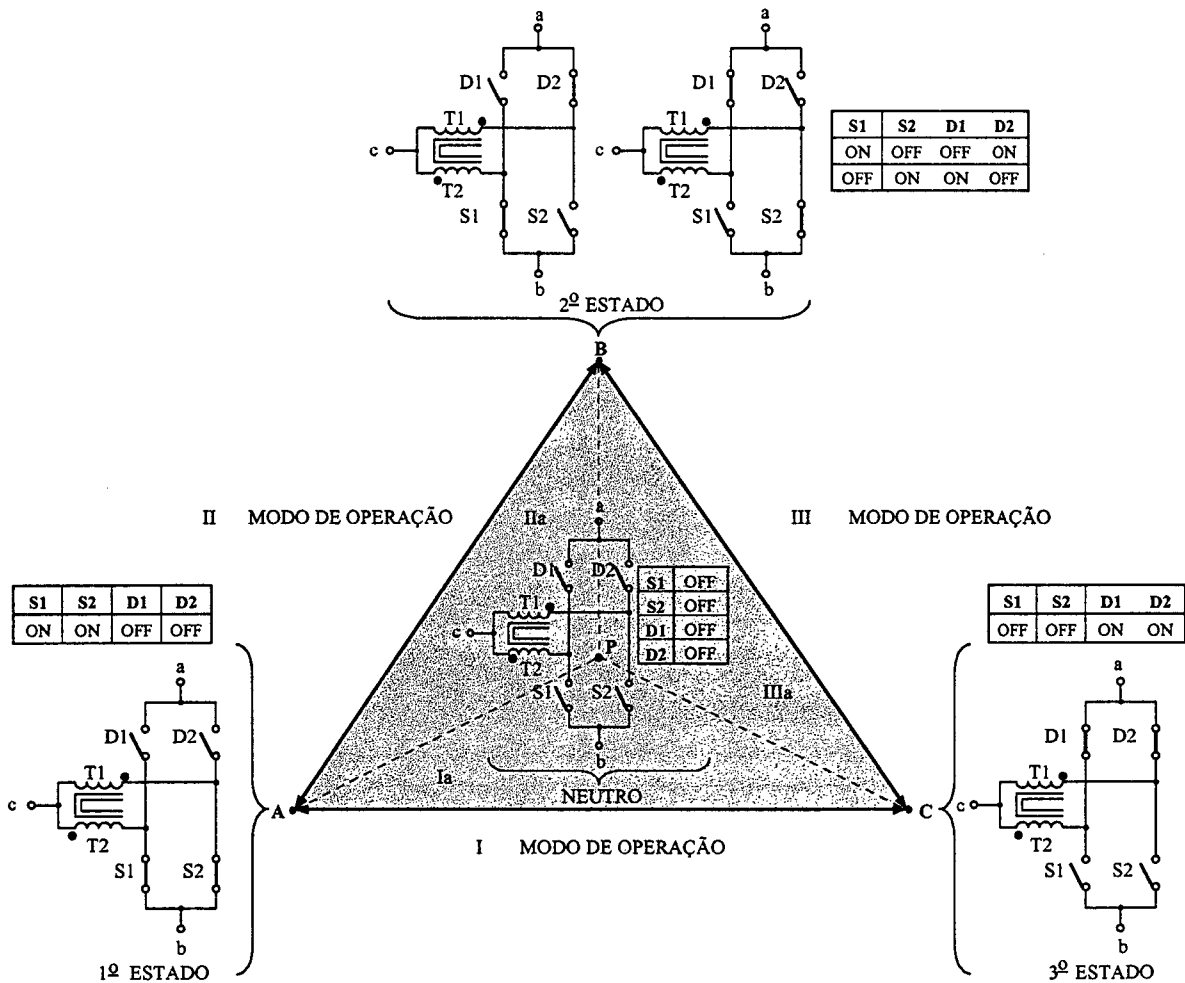 a
a
D1
D2
D1
D2
T1
T1
c
c
T2
T2
S1
S2
S1
S2
b
b
S1 S2 D1 D2
ON OFF OFF ON
OFF ON ON OFF
2º ESTADO
B
II MODO DE OPERAÇÃO
IIa
III MODO DE OPERAÇÃO
a
D1
D2
T1
c
T2
P
S1
S2
b
S1 OFF
S2 OFF
D1 OFF
D2 OFF
Ia
IIIa
NEUTRO
A
C
I MODO DE OPERAÇÃO
S1 S2 D1 D2
ON ON OFF OFF
a
D1
D2
T1
c
T2
S1
S2
b
1º ESTADO
S1 S2 D1 D2
OFF OFF ON ON
a
D1
D2
T1
c
T2
S1
S2
b
3º ESTADO